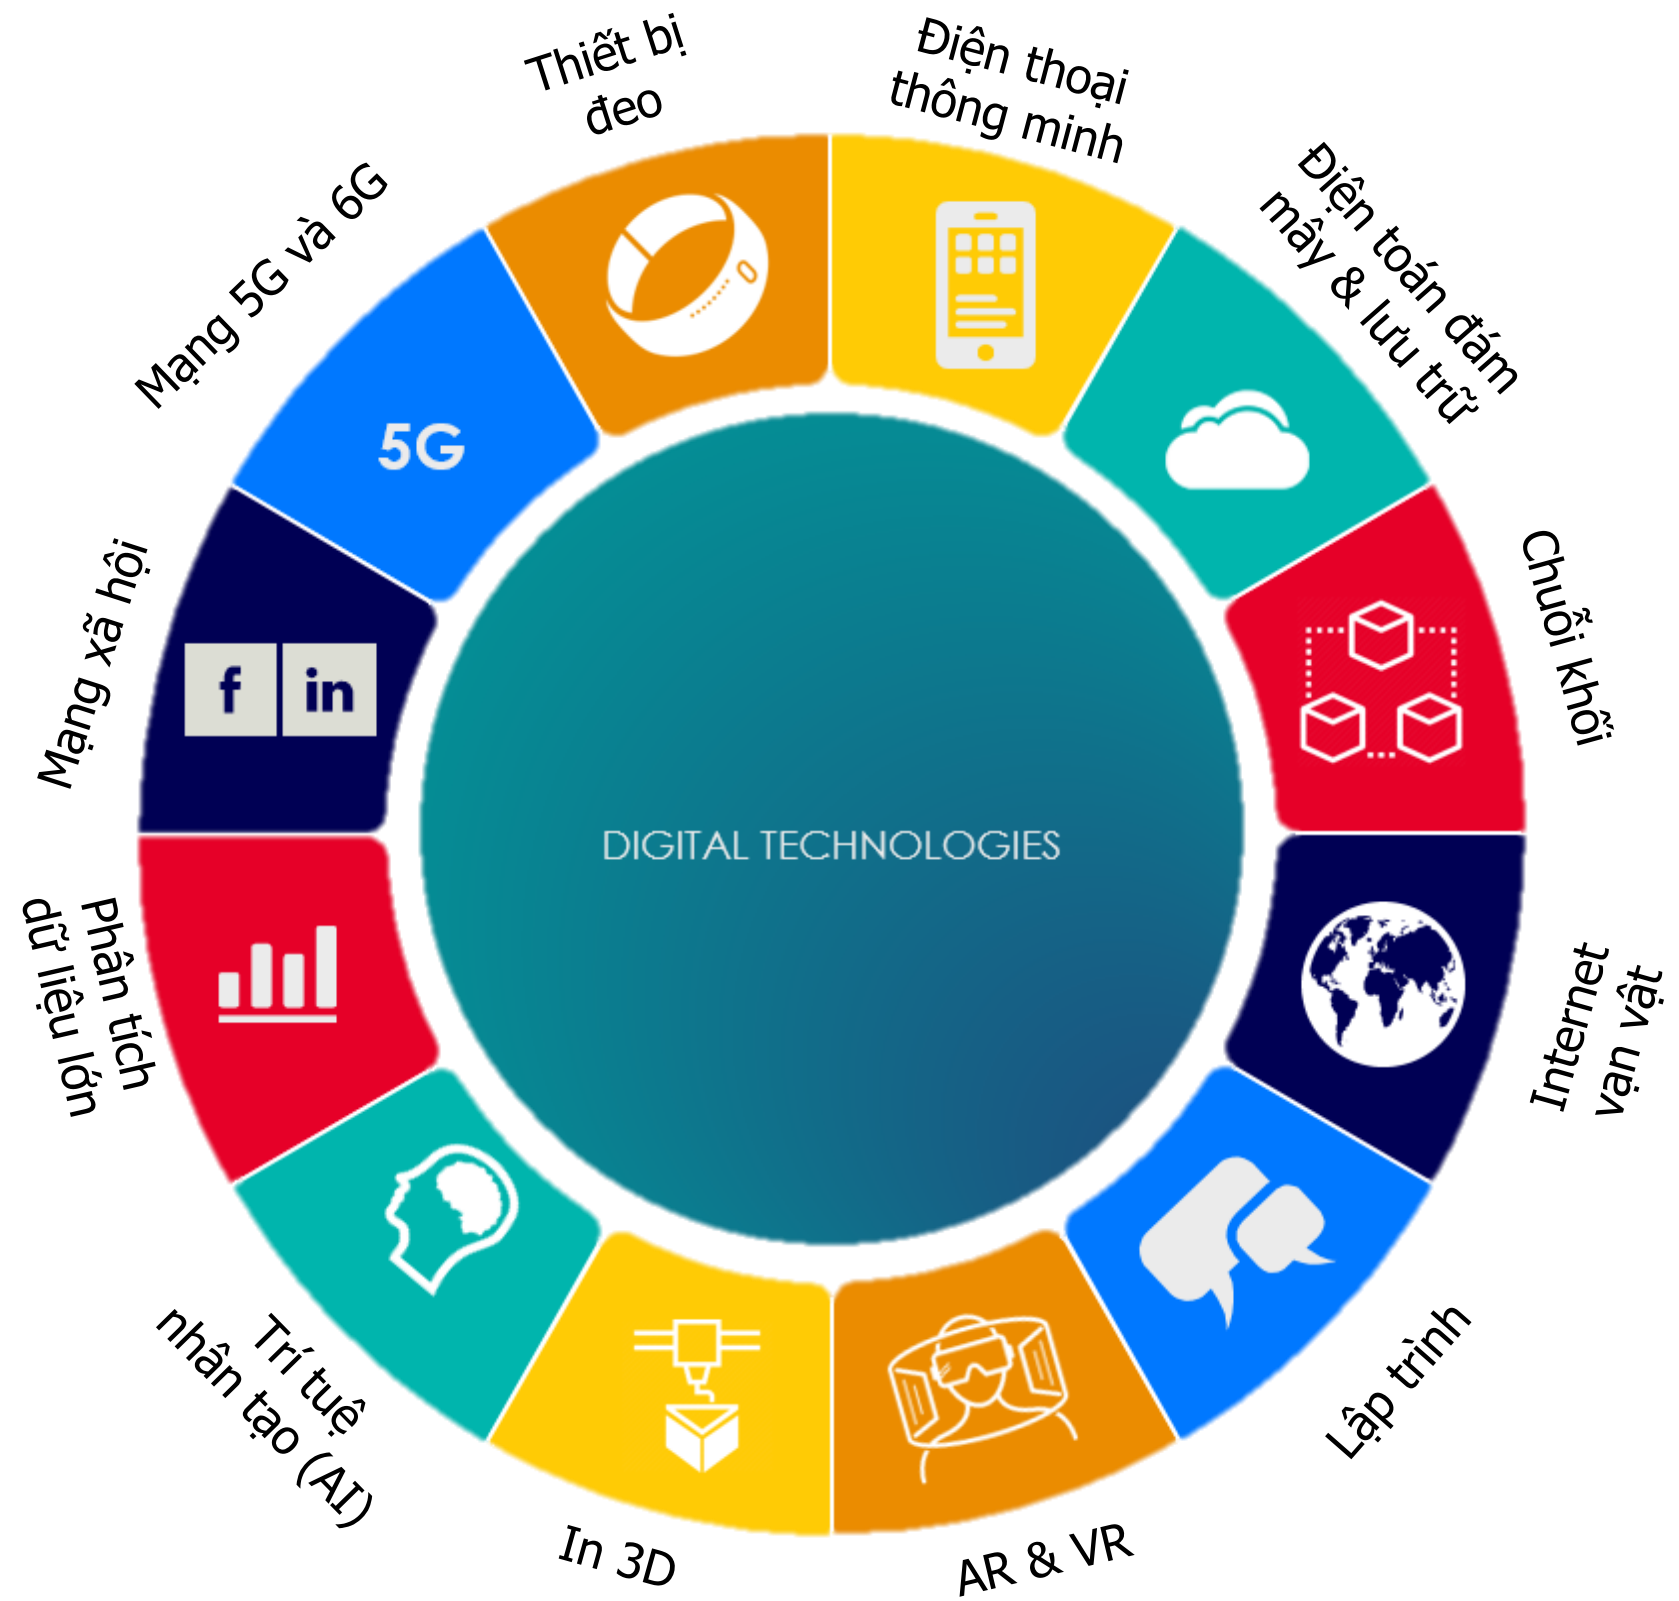 Thiết bị
đeo
Điện thoại
thông minh
Điện toán đám
mây & lưu trữ
Chuỗi khối
Internet
vạn vật
Lập trình
AR & VR
In 3D
Trí tuệ
nhân tạo (AI)
Phân tích
dữ liệu lớn
Mạng xã hội
f in
Mạng 5G và 6G
5G
DIGITAL TECHNOLOGIES